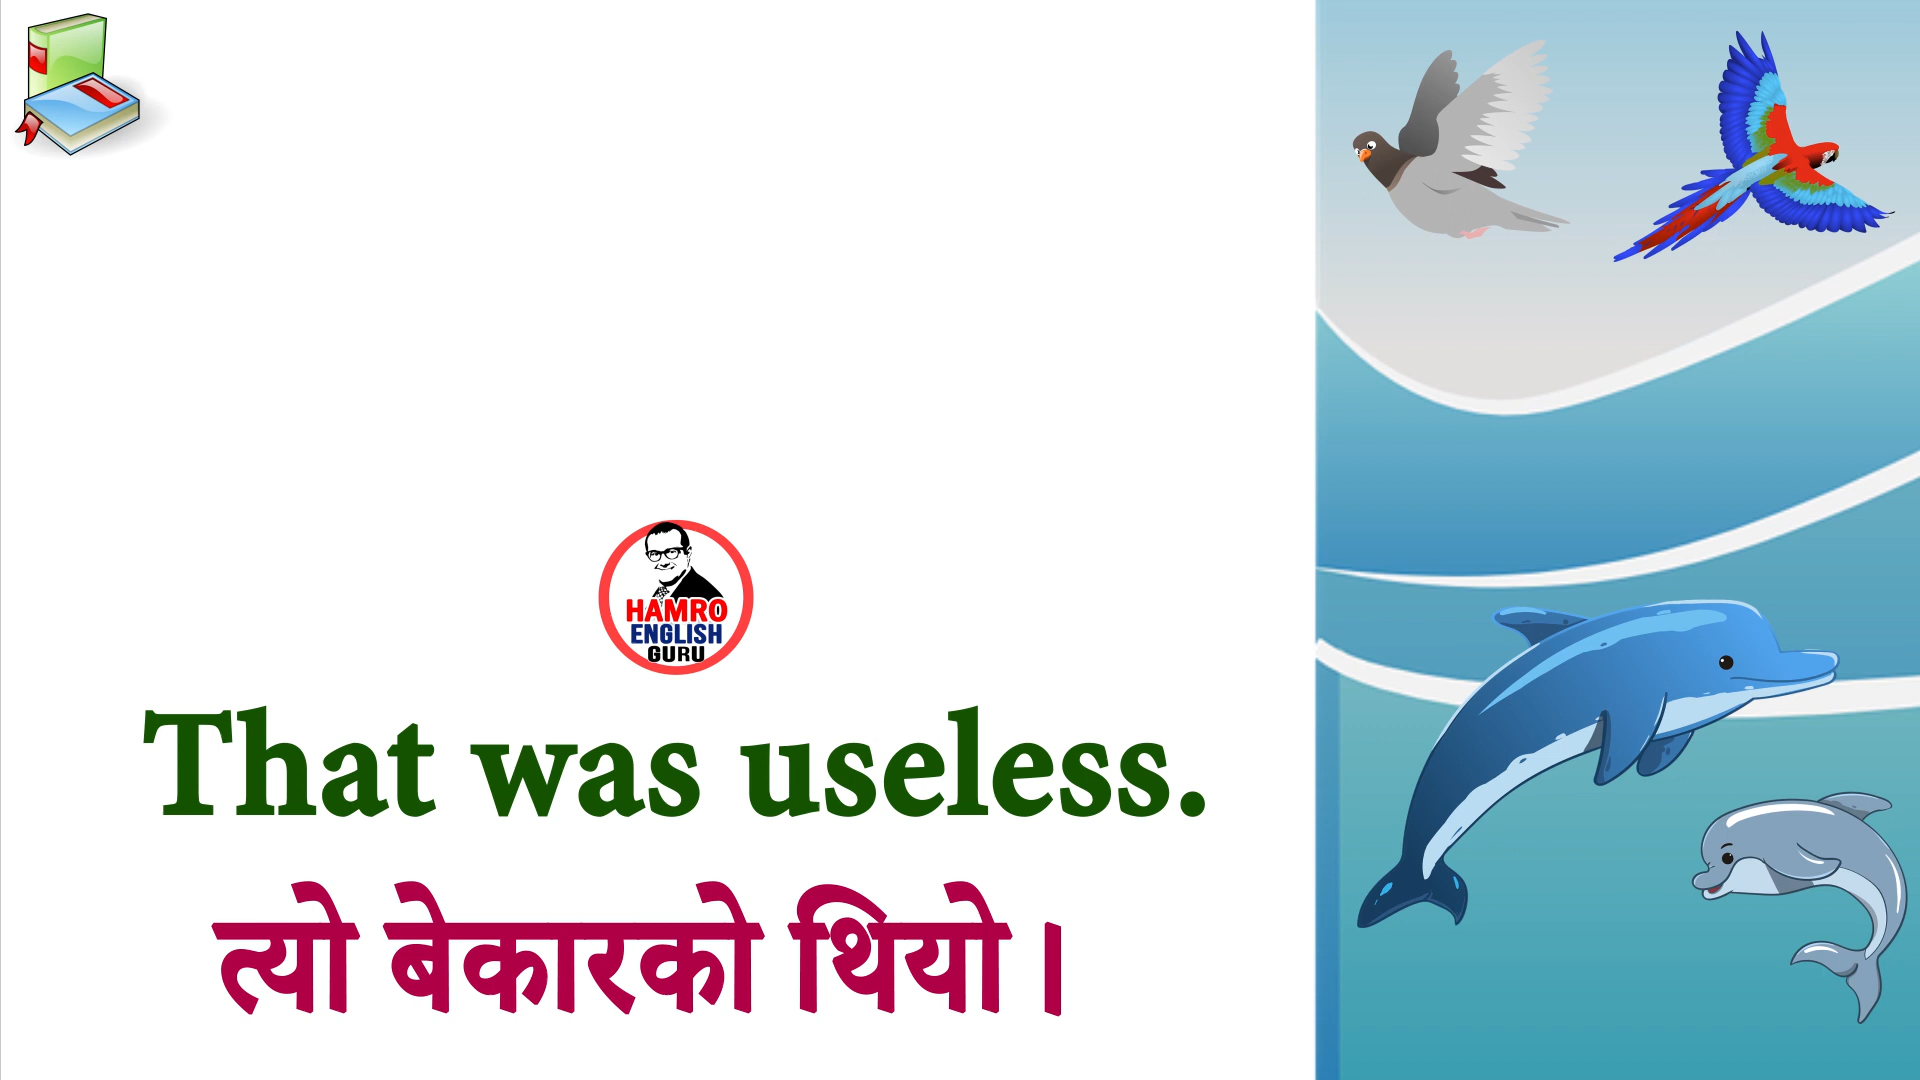 HAMRO
ENGLISH
GURU
That was useless.
त्यो बेकारको थियो ।